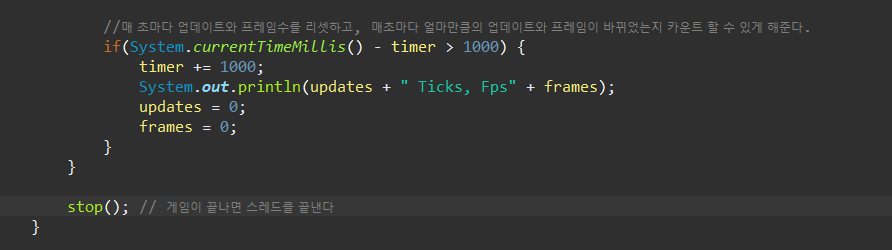 //매 초마다 업데이트와 프레임수를 리셋하고, 매초마다 얼마만큼의 업데이트와 프레임이 바뀌었는지 카운트 할 수 있게 해준다.
if(System.currentTimeMillis() - timer > 1000) {
timer += 1000;
System.out.println(updates + " Ticks, Fps" + frames);
updates = 0;
frames = 0;
}
}
stop(); // 게임이 끝나면 스레드를 끝낸다
}